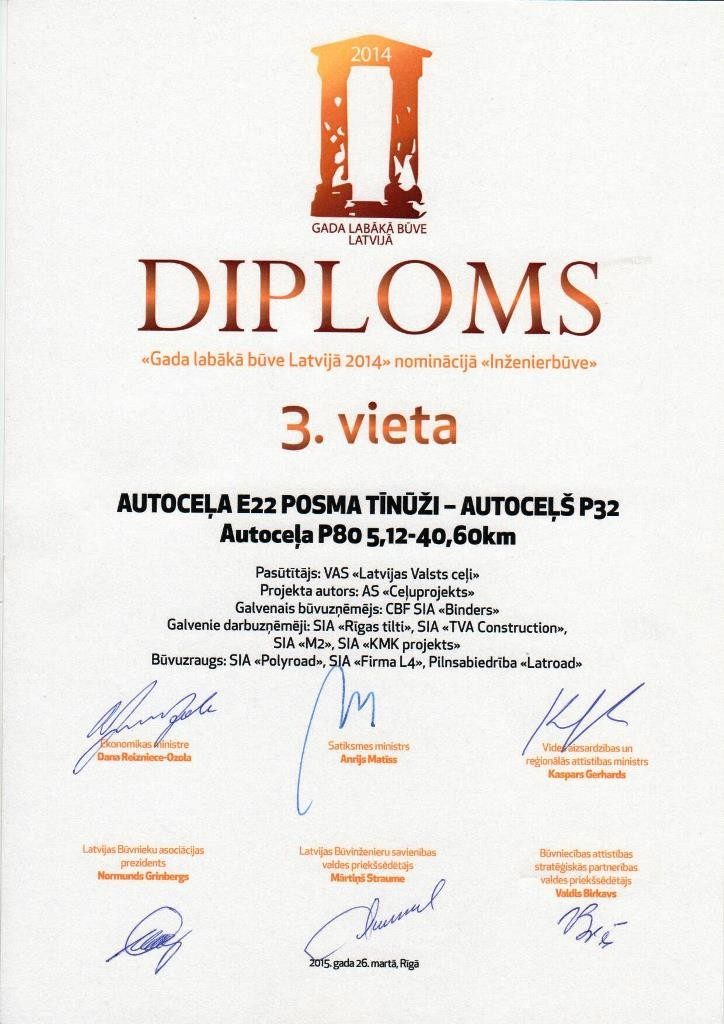 2014
GADA LABĀKĀ BŪVE
LATVIJĀ
DIPLOMS
«Gada labākā būve Latvijā 2014» nominācijā «Inženierbūve»
3. vieta
AUTOCEĻA E22 POSMA TĪNŪŽI – AUTOCEĻŠ P32
Autoceļa P80 5,12-40,60km
Pasūtītājs: VAS «Latvijas Valsts ceļi»
Projekta autors: AS «Ceļuprojekts»
Galvenais būvuzņēmējs: CBF SIA «Binders»
Galvenie darbuzņēmēji: SIA «Rīgas tilti», SIA «TVA Construction»,
SIA «M2», SIA «KMK projekts»
Būvuzraugs: SIA «Polyroad», SIA «Firma L4», Pilnsabiedrība «Latroad»
Ekonomikas ministre
Dana Reizniece-Ozola
Satiksmes ministrs
Anrijs Matīss
Vides aizsardzības un
reģionālās attīstības ministrs
Kaspars Gerhards
Latvijas Būvnieku asociācijas
prezidents
Normunds Grinbergs
Latvijas Būvinženieru savienības
valdes priekšsēdētājs
Mārtiņš Straume
Būvniecības attīstības
stratēģiskās partnerības
valdes priekšsēdētājs
Valdis Birkavs
2015. gada 26. martā, Rīgā